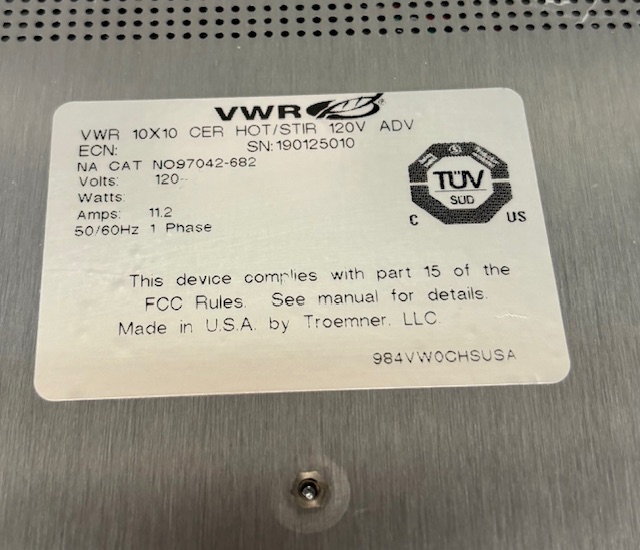 VWR
VWR 10X10 CER HOT/STIR 120V ADV
ECN: SN:190125010
NA CAT NO97042-682
Volts: 120~
Watts:
Amps: 11.2
50/60Hz 1 Phase
TÜV
SÜD
C US
This device complies with part 15 of the
FCC Rules. See manual for details.
Made in U.S.A. by Troemner, LLC
984VW0CHSUSA